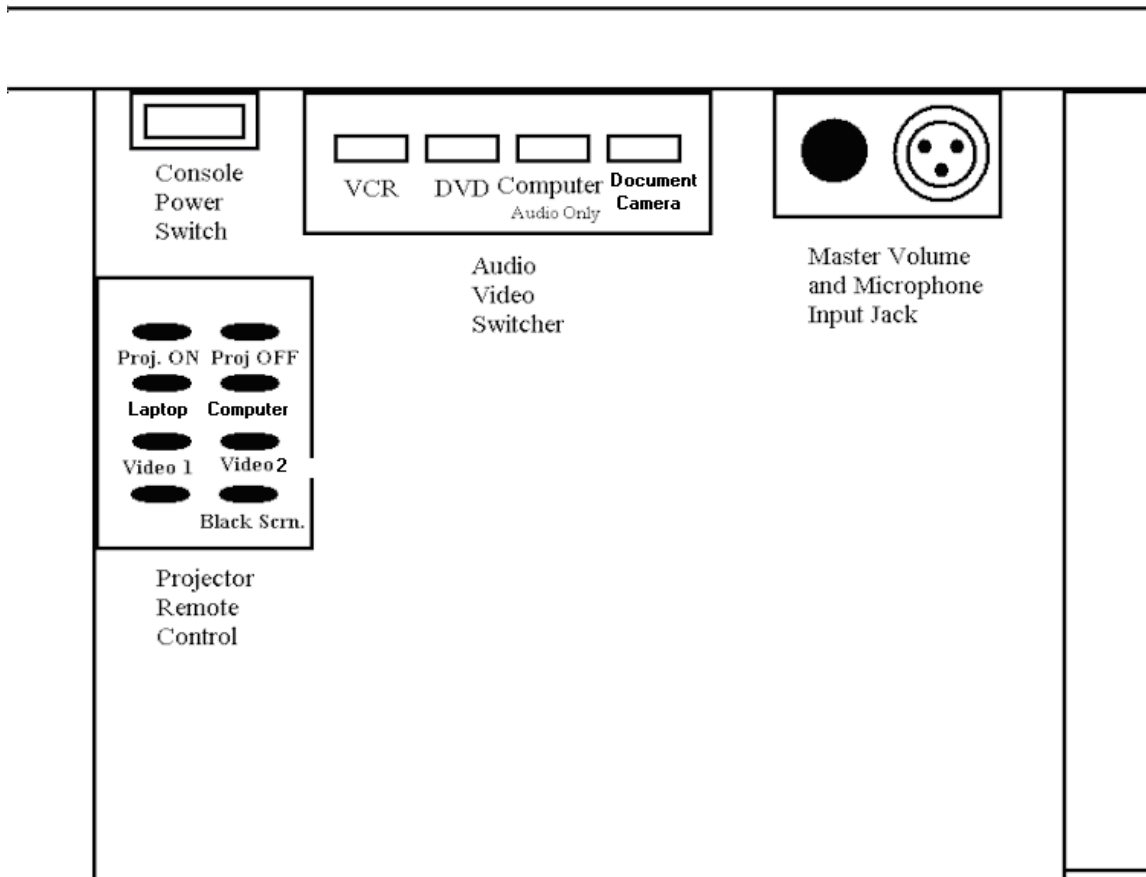 Console
Power
Switch
VCR DVD Computer Document
Camera
Audio Only
Audio
Video
Switcher
Master Volume
and Microphone
Input Jack
Proj. ON Proj OFF
Laptop Computer
Video 1 Video 2
Black Scrn.
Projector
Remote
Control